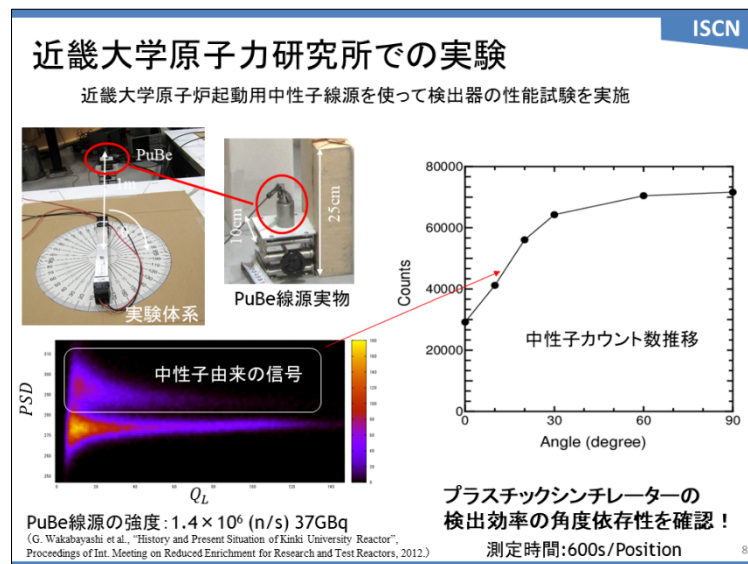 ISCN
近畿大学原子力研究所での実験
近畿大学原子炉起動用中性子線源を使って検出器の性能試験を実施
PuBe
1m
実験体系
10cm
25cm
PuBe線源実物
中性子由来の信号
PSD
Q_L
80000
60000
40000
20000
0
Counts
中性子カウント数推移
0 30 60 90
Angle (degree)
PuBe線源の強度:1.4×10⁶ (n/s) 37GBq
(G. Wakabayashi et al., "History and Present Situation of Kinki University Reactor",
Proceedings of Int. Meeting on Reduced Enrichment for Research and Test Reactors, 2012.)
プラスチックシンチレーターの
検出効率の角度依存性を確認!
測定時間:600s/Position
8